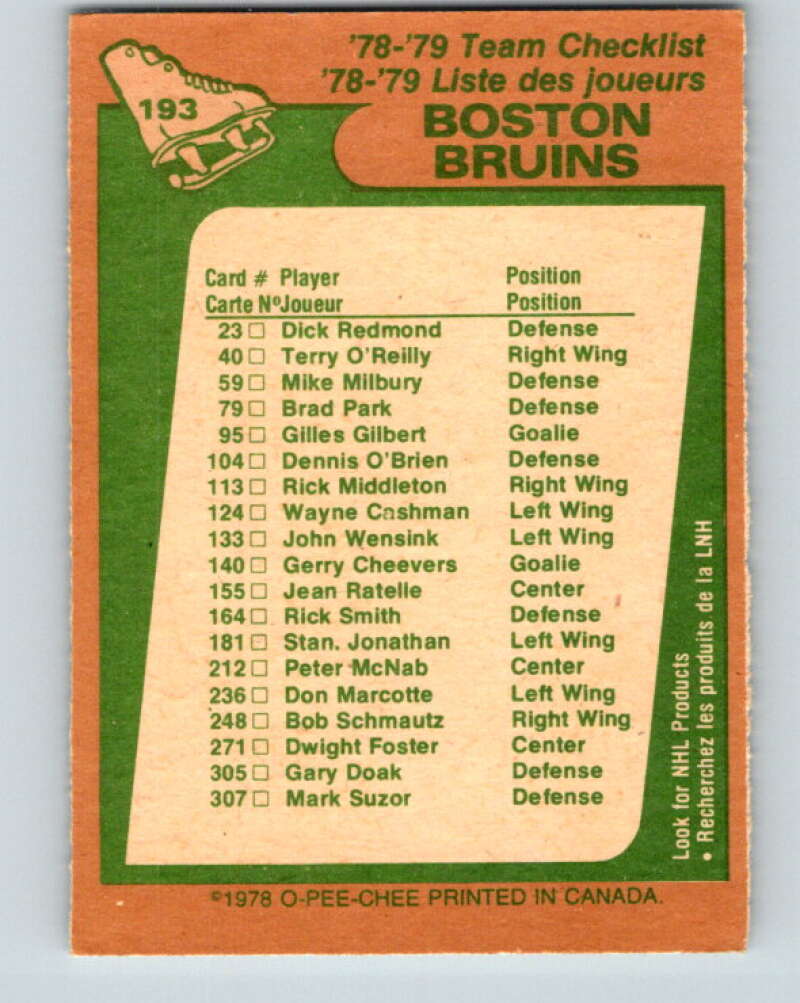 '78-'79 Team Checklist
'78-'79 Liste des joueurs
193
BOSTON
BRUINS
Card # Player Position
Carte Nº Joueur Position
23 □ Dick Redmond Defense
40 □ Terry O'Reilly Right Wing
59 □ Mike Milbury Defense
79 □ Brad Park Defense
95 □ Gilles Gilbert Goalie
104 □ Dennis O'Brien Defense
113 □ Rick Middleton Right Wing
124 □ Wayne Cashman Left Wing
133 □ John Wensink Left Wing
140 □ Gerry Cheevers Goalie
155 □ Jean Ratelle Center
164 □ Rick Smith Defense
181 □ Stan. Jonathan Left Wing
212 □ Peter McNab Center
236 □ Don Marcotte Left Wing
248 □ Bob Schmautz Right Wing
271 □ Dwight Foster Center
305 □ Gary Doak Defense
307 □ Mark Suzor Defense
Look for NHL Products
• Recherchez les produits de la LNH
©1978 O-PEE-CHEE PRINTED IN CANADA.